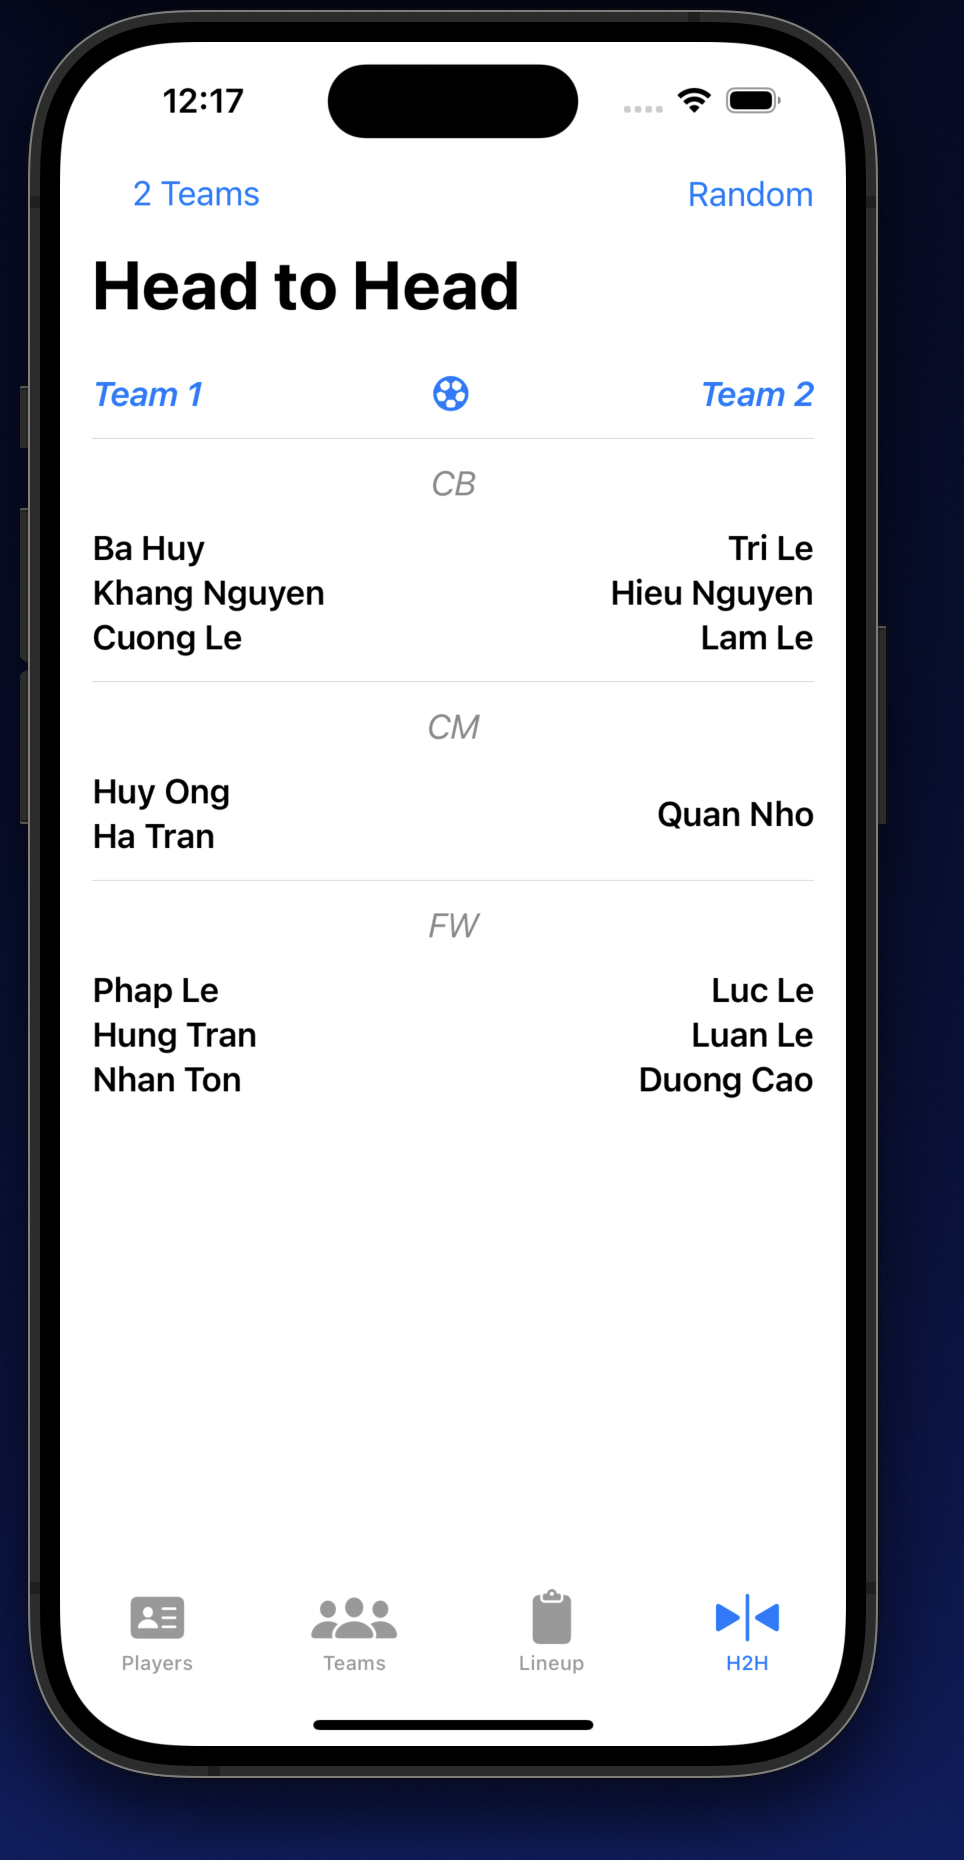 12:17
2 Teams Random
Head to Head
Team 1 Team 2
CB
Ba Huy Tri Le
Khang Nguyen Hieu Nguyen
Cuong Le Lam Le
CM
Huy Ong
Quan Nho
Ha Tran
FW
Phap Le Luc Le
Hung Tran Luan Le
Nhan Ton Duong Cao
Players Teams Lineup H2H